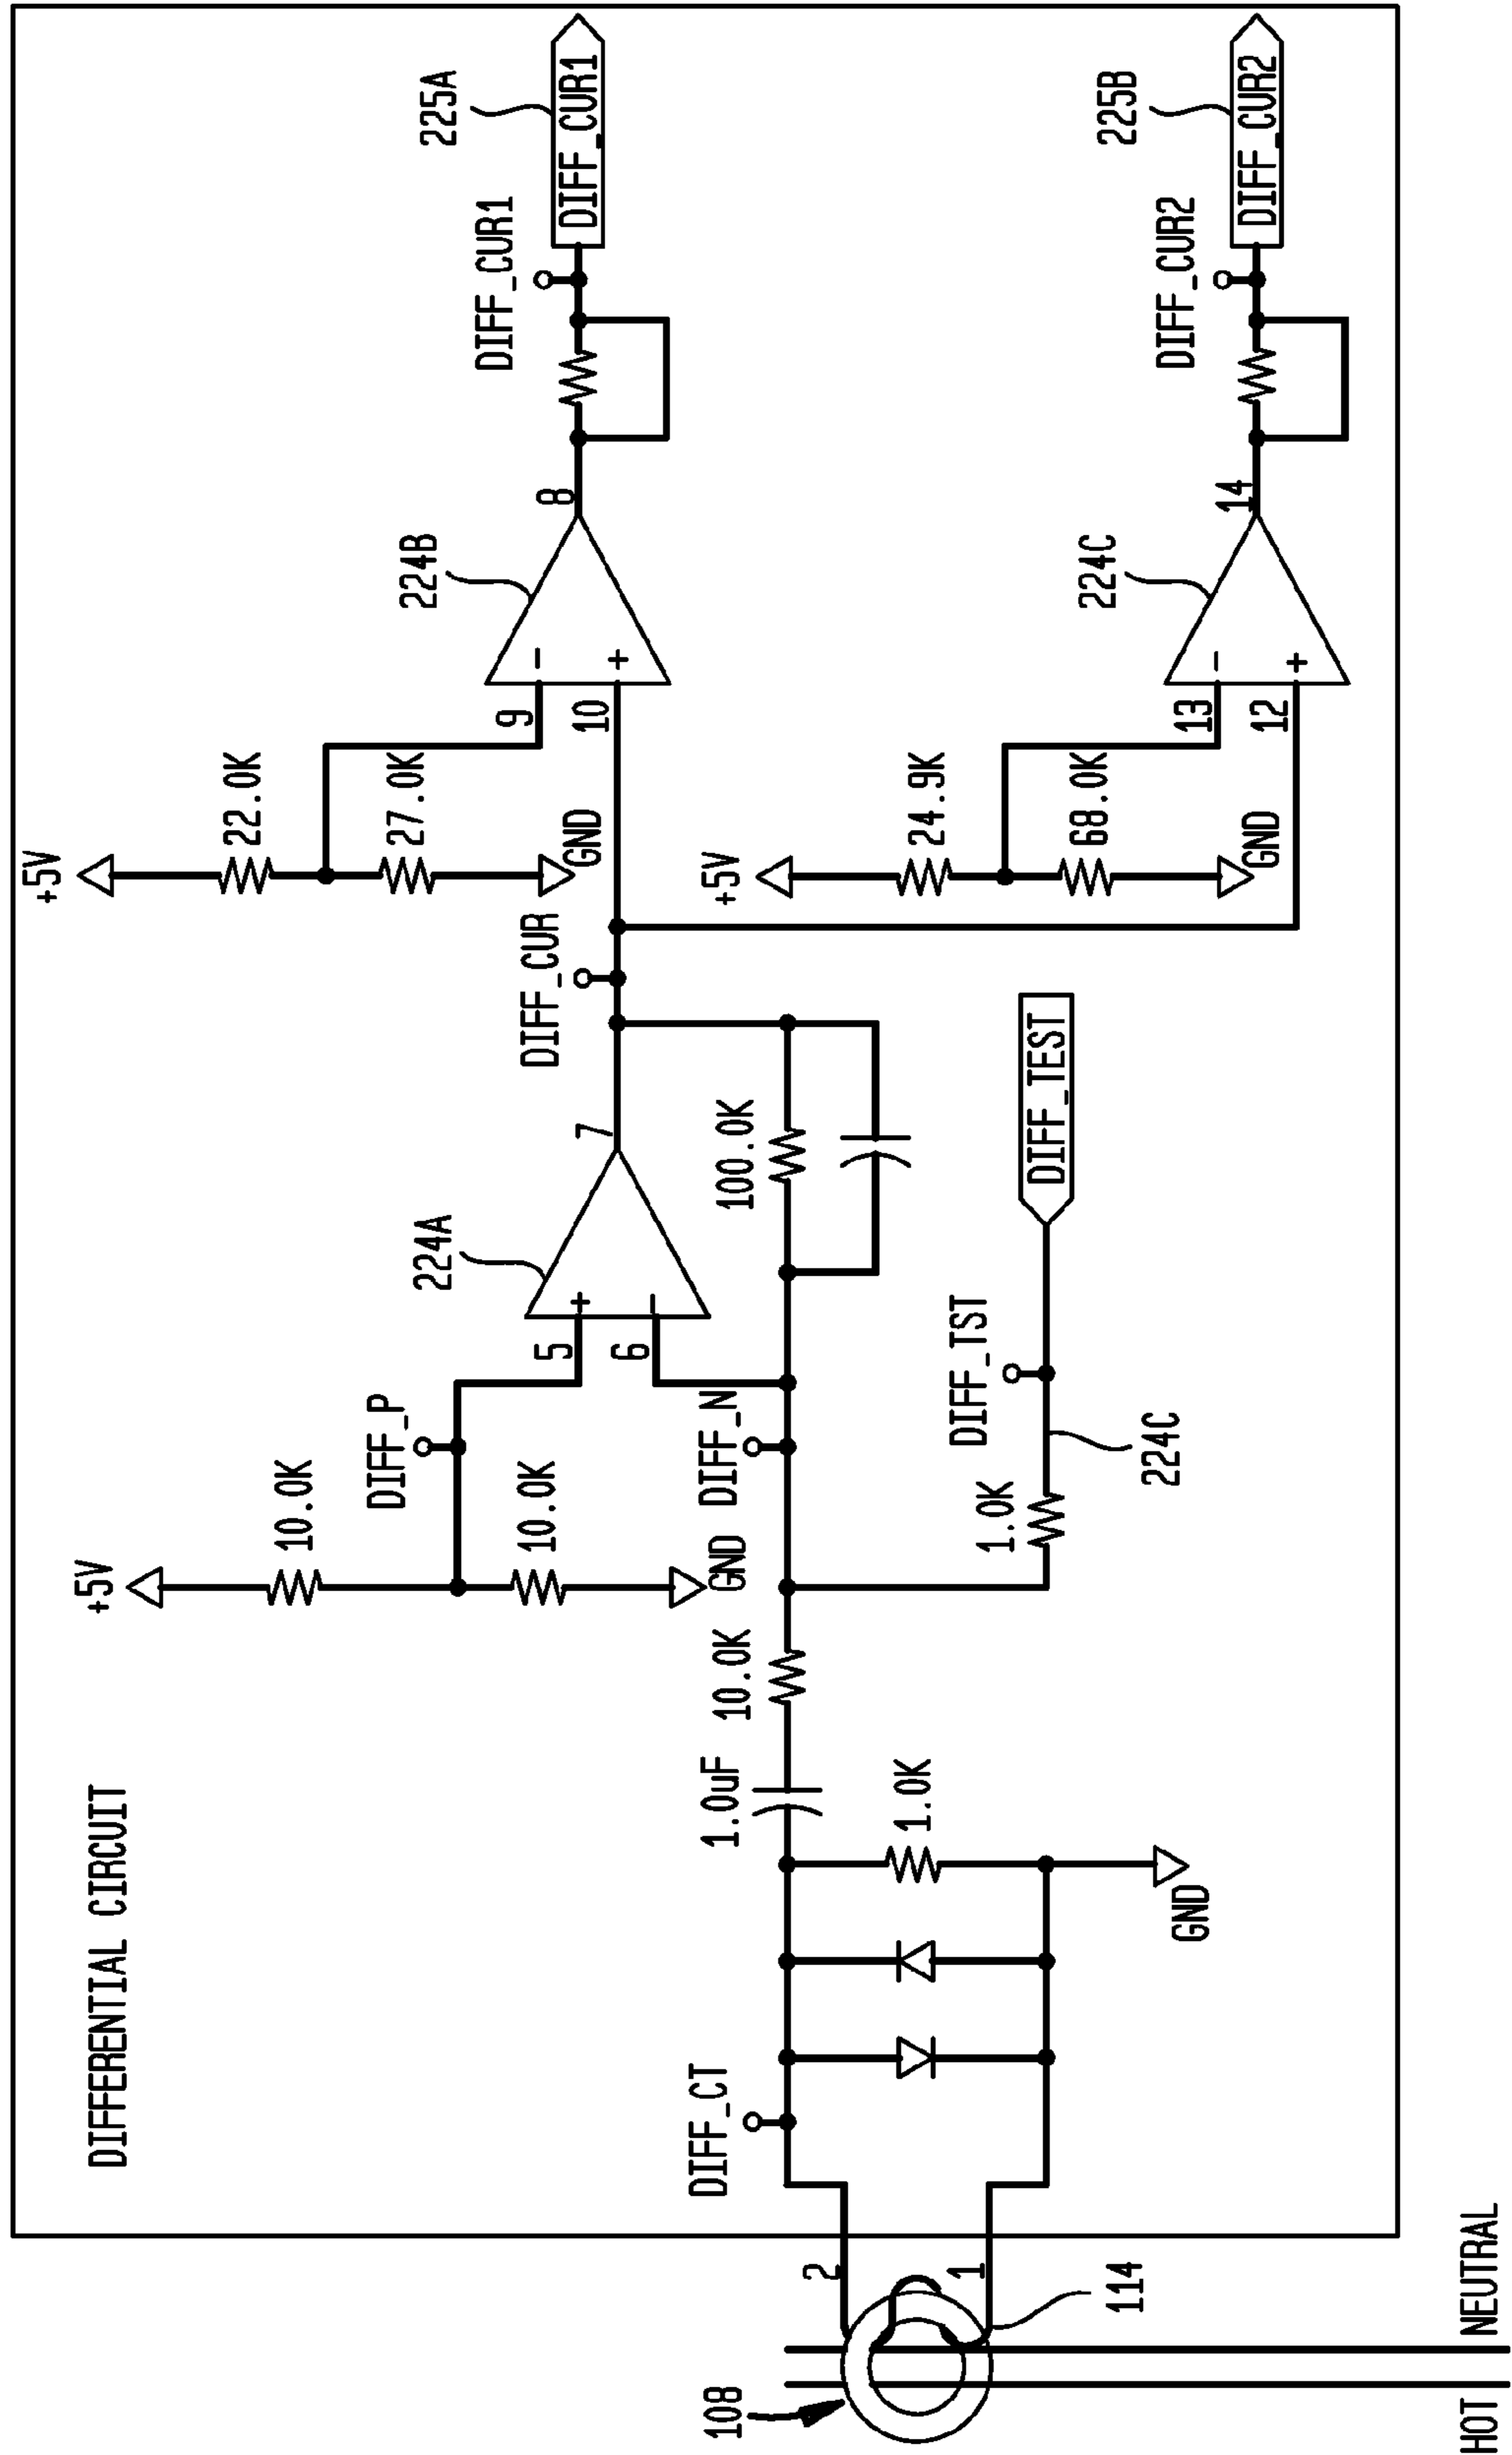 DIFFERENTIAL CIRCUIT
+5V
10.0K
DIFF_P
10.0K
GND
224A
5
6
7
+
-
DIFF_N
100.0K
DIFF_CUR
+5V
22.0K
27.0K
GND
9
10
-
+
224B
8
DIFF_CUR1
DIFF_CUR1
225A
+5V
24.9K
68.0K
GND
13
12
-
+
224C
14
DIFF_CUR2
DIFF_CUR2
225B
108
HOT
NEUTRAL
114
2
1
DIFF_CT
1.0uF
1.0K
GND
10.0K
1.0K
DIFF_TST
224C
DIFF_TEST